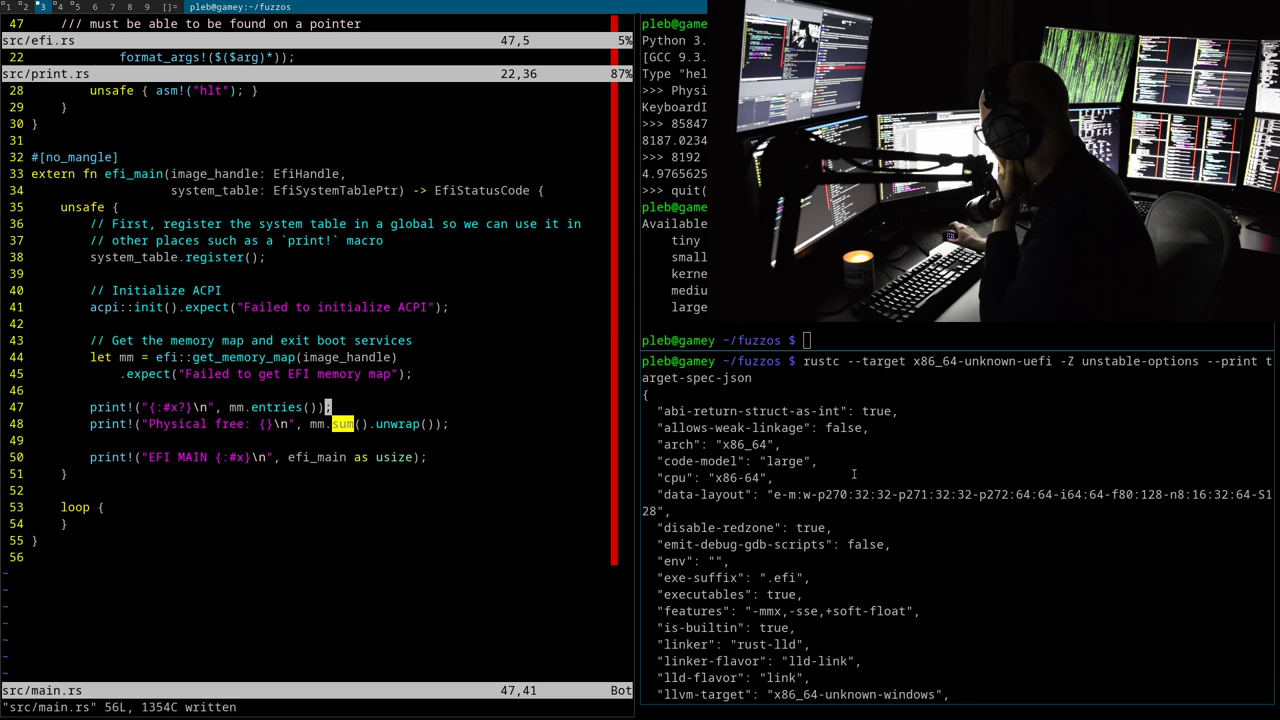 1 2 3 4 5 6 7 8 9 []= pleb@gamey:~/fuzzos
47 /// must be able to be found on a pointer
src/efi.rs 47,5 5%
22 format_args!($($arg)*));
src/print.rs 22,36 87%
28 unsafe { asm!("hlt"); }
29 }
30 }
31
32 #[no_mangle]
33 extern fn efi_main(image_handle: EfiHandle,
34 system_table: EfiSystemTablePtr) -> EfiStatusCode {
35 unsafe {
36 // First, register the system table in a global so we can use it in
37 // other places such as a `print!` macro
38 system_table.register();
39
40 // Initialize ACPI
41 acpi::init().expect("Failed to initialize ACPI");
42
43 // Get the memory map and exit boot services
44 let mm = efi::get_memory_map(image_handle)
45 .expect("Failed to get EFI memory map");
46
47 print!("{:#x?}\n", mm.entries());
48 print!("Physical free: {}\n", mm.sum().unwrap());
49
50 print!("EFI MAIN {:#x}\n", efi_main as usize);
51 }
52
53 loop {
54 }
55 }
56
~
~
~
~
~
~
~
src/main.rs 47,41 Bot
"src/main.rs" 56L, 1354C written
pleb@game
Python 3.
[GCC 9.3.
Type "hel
>>> Physi
KeyboardI
>>> 85847
8187.0234
>>> 8192
4.9765625
>>> quit(
pleb@game
Available
tiny
small
kerne
mediu
large
pleb@gamey ~/fuzzos $
pleb@gamey ~/fuzzos $ rustc --target x86_64-unknown-uefi -Z unstable-options --print t
arget-spec-json
{
"abi-return-struct-as-int": true,
"allows-weak-linkage": false,
"arch": "x86_64",
"code-model": "large",
"cpu": "x86-64",
"data-layout": "e-m:w-p270:32:32-p271:32:32-p272:64:64-i64:64-f80:128-n8:16:32:64-S1
28",
"disable-redzone": true,
"emit-debug-gdb-scripts": false,
"env": "",
"exe-suffix": ".efi",
"executables": true,
"features": "-mmx,-sse,+soft-float",
"is-builtin": true,
"linker": "rust-lld",
"linker-flavor": "lld-link",
"lld-flavor": "link",
"llvm-target": "x86_64-unknown-windows",